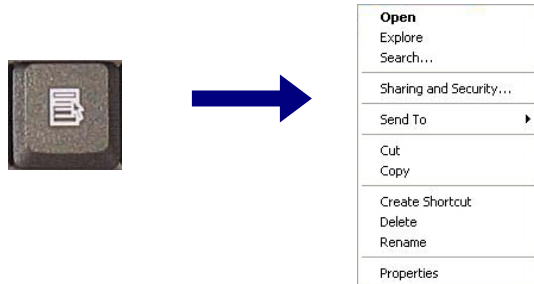 Open
Explore
Search...
Sharing and Security...
Send To
Cut
Copy
Create Shortcut
Delete
Rename
Properties